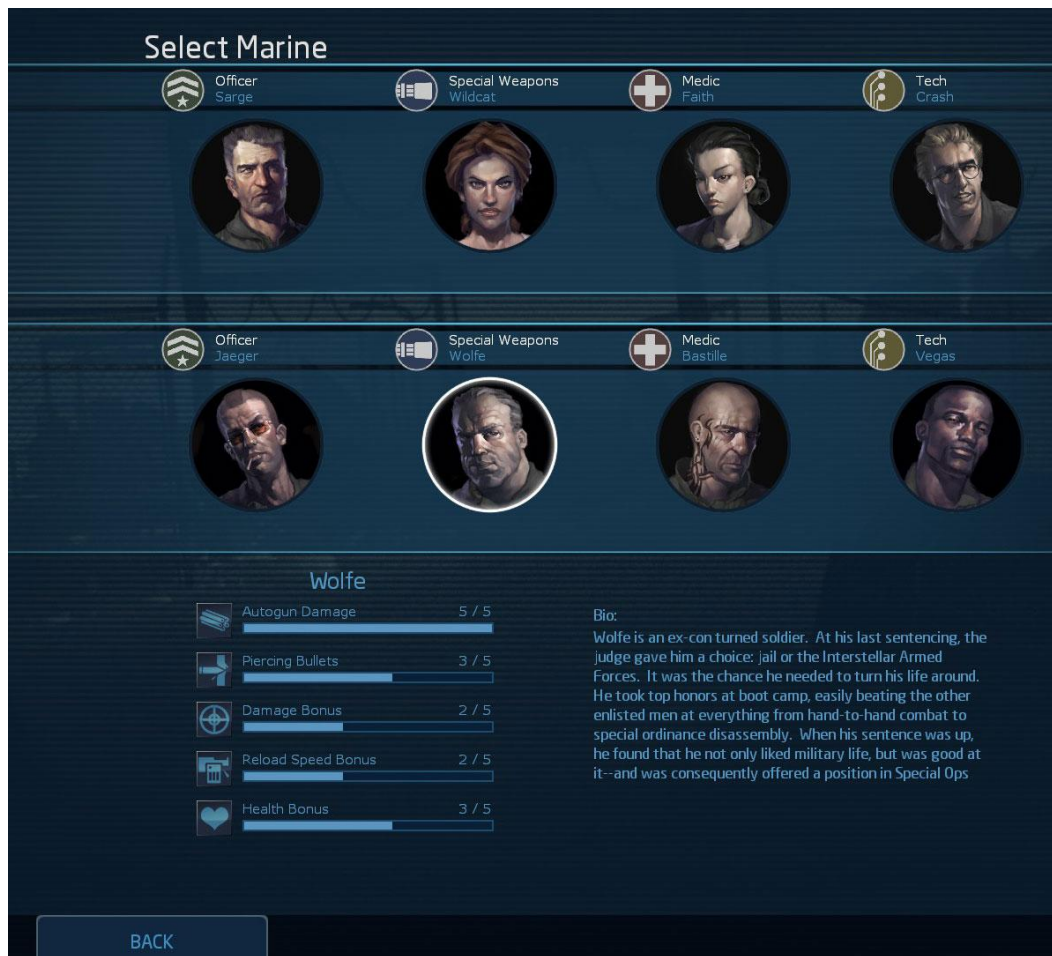 Select Marine
Officer
Sarge
Special Weapons
Wildcat
Medic
Faith
Tech
Crash
Officer
Jaeger
Special Weapons
Wolfe
Medic
Bastille
Tech
Vegas
Wolfe
Autogun Damage 5 / 5
Piercing Bullets 3 / 5
Damage Bonus 2 / 5
Reload Speed Bonus 2 / 5
Health Bonus 3 / 5
Bio:
Wolfe is an ex-con turned soldier.  At his last sentencing, the
judge gave him a choice: jail or the Interstellar Armed
Forces.  It was the chance he needed to turn his life around.
He took top honors at boot camp, easily beating the other
enlisted men at everything from hand-to-hand combat to
special ordinance disassembly.  When his sentence was up,
he found that he not only liked military life, but was good at
it--and was consequently offered a position in Special Ops
BACK